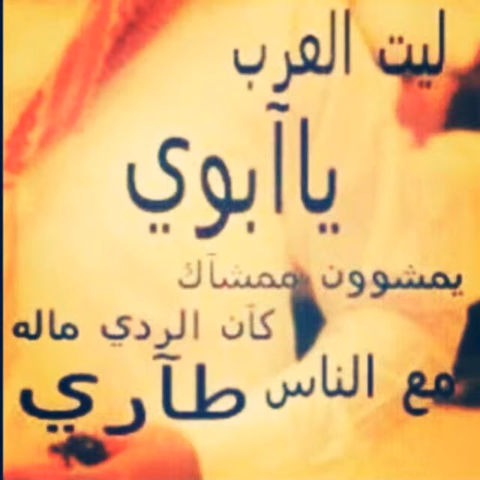 ليت العرب
ياآبوي
يمشوون ممشآك
كآن الردي ماله
مع الناس طآري